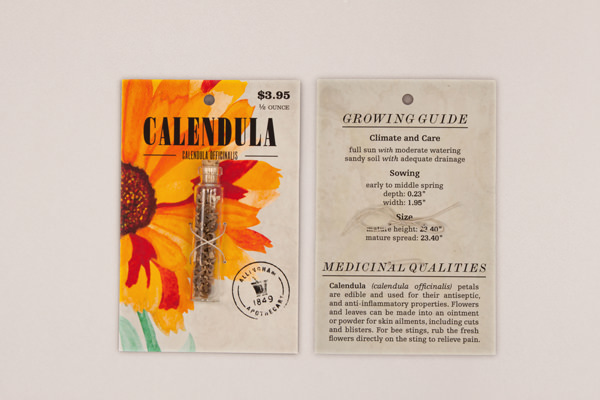 $3.95
½ OUNCE
CALENDULA
CALENDULA OFFICINALIS
ALLINGHAM
1849
APOTHECARY
GROWING GUIDE
Climate and Care
full sun with moderate watering
sandy soil with adequate drainage
Sowing
early to middle spring
depth: 0.23"
width: 1.95"
Size
mature height: 23.40"
mature spread: 23.40"
MEDICINAL QUALITIES
Calendula (calendula officinalis) petals
are edible and used for their antiseptic,
and anti-inflammatory properties. Flowers
and leaves can be made into an ointment
or powder for skin ailments, including cuts
and blisters. For bee stings, rub the fresh
flowers directly on the sting to relieve pain.